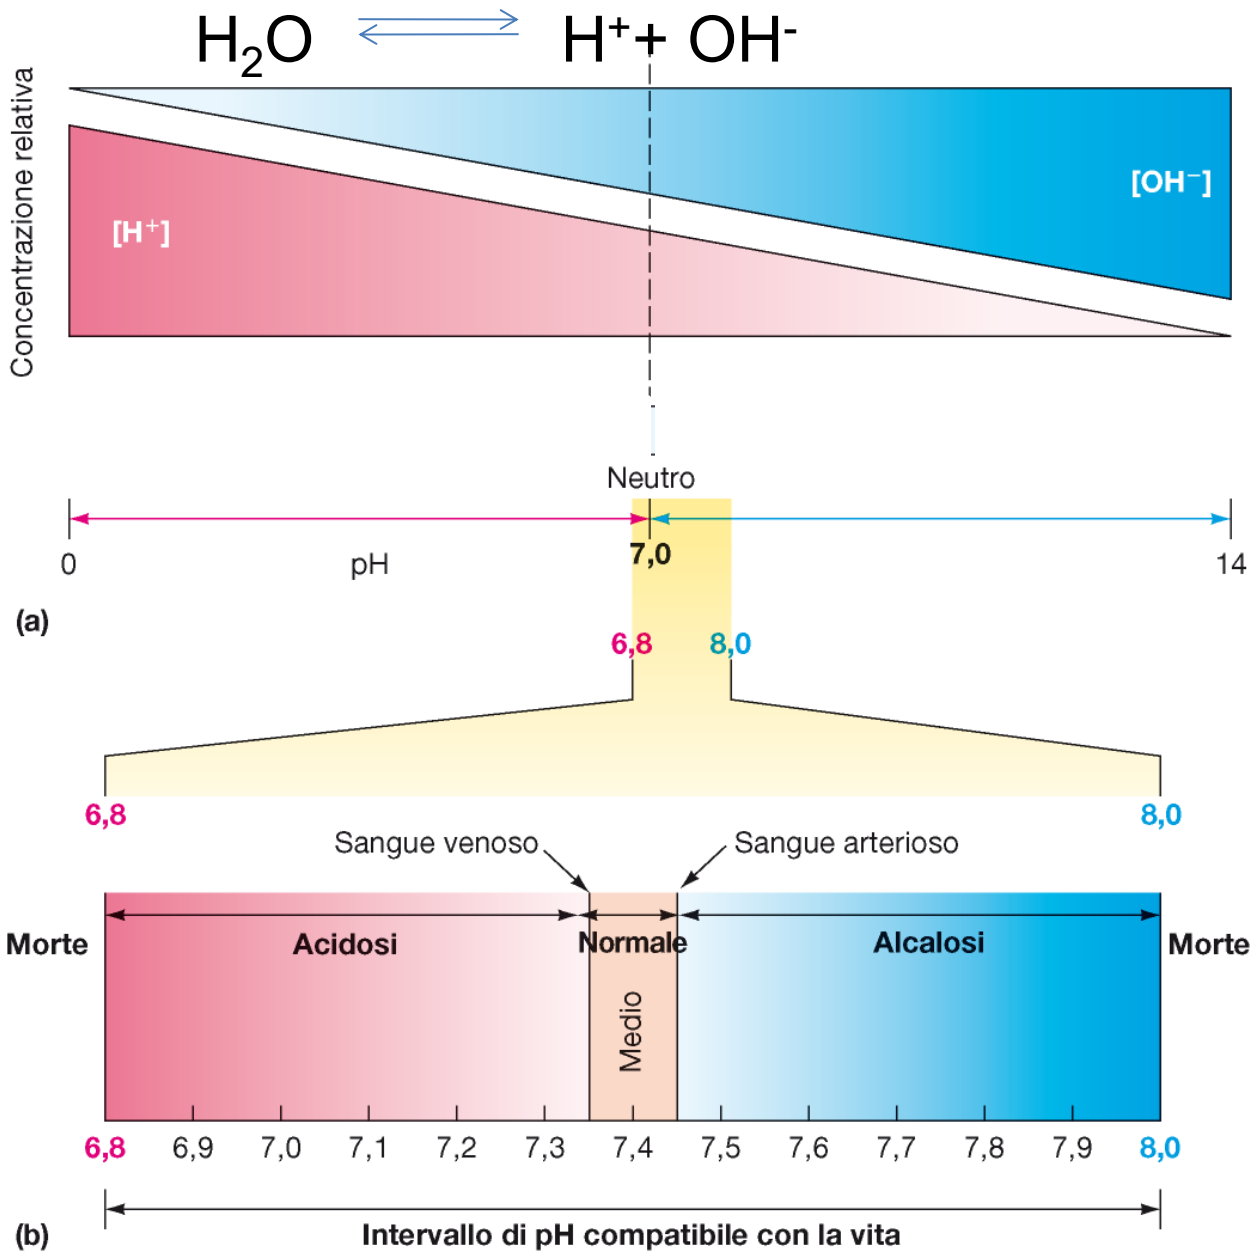 H₂O ⇌ H⁺+ OH⁻
Concentrazione relativa
[OH⁻]
[H⁺]
Neutro
0 pH 7,0 14
(a)
6,8 8,0
6,8 8,0
Sangue venoso Sangue arterioso
Morte Acidosi Normale Alcalosi Morte
Medio
6,8 6,9 7,0 7,1 7,2 7,3 7,4 7,5 7,6 7,7 7,8 7,9 8,0
(b) Intervallo di pH compatibile con la vita